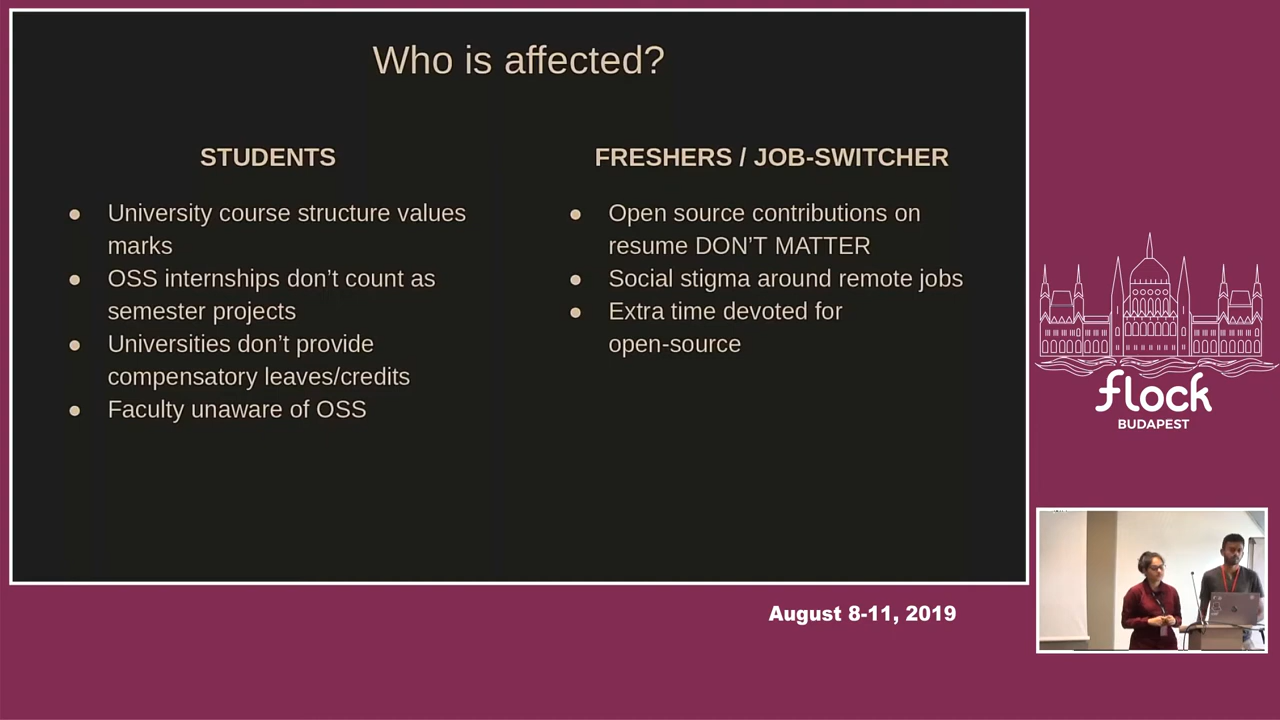 Who is affected?
STUDENTS
● University course structure values
marks
● OSS internships don’t count as
semester projects
● Universities don’t provide
compensatory leaves/credits
● Faculty unaware of OSS
FRESHERS / JOB-SWITCHER
● Open source contributions on
resume DON’T MATTER
● Social stigma around remote jobs
● Extra time devoted for
open-source
flock
BUDAPEST
August 8-11, 2019